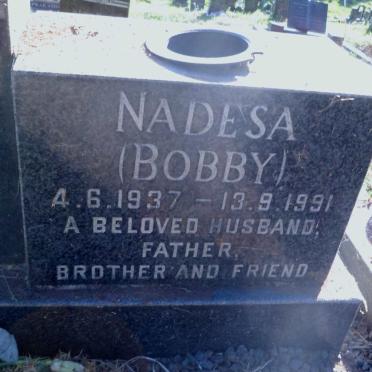 NADESA
(BOBBY)
4.6.1937 - 13.9.1991
A BELOVED HUSBAND,
FATHER,
BROTHER AND FRIEND